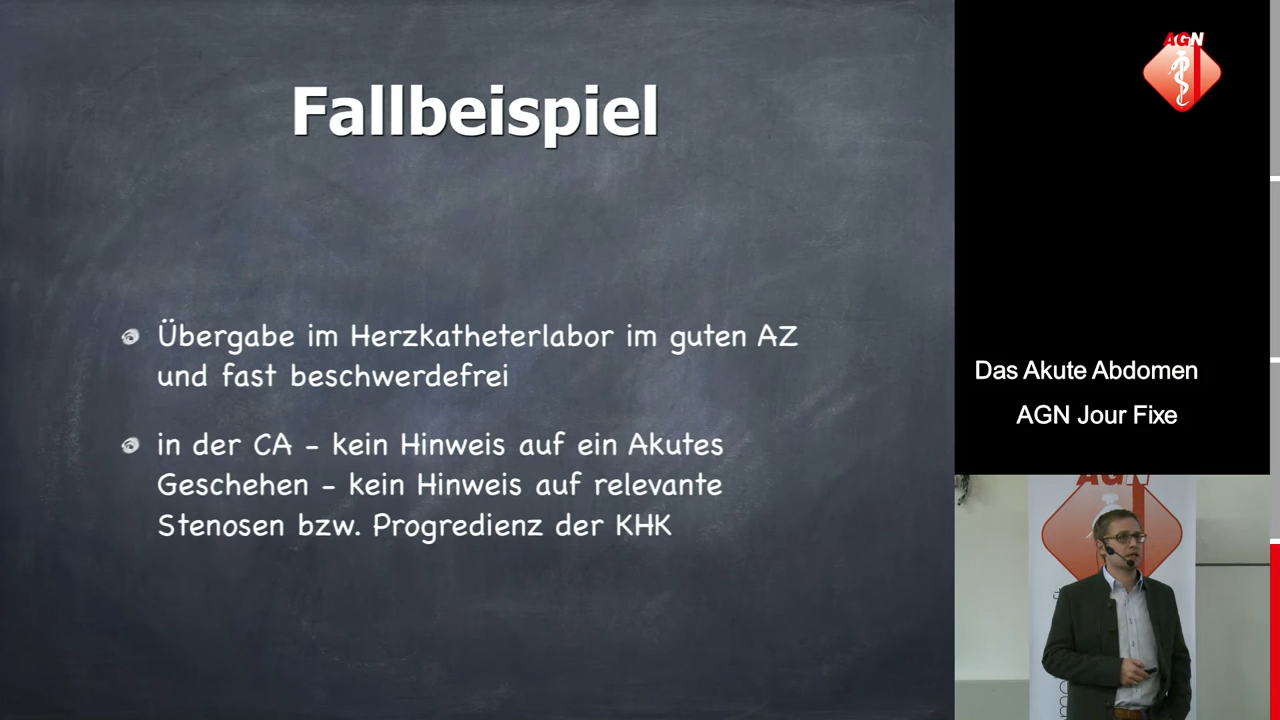 Fallbeispiel
Übergabe im Herzkatheterlabor im guten AZ
und fast beschwerdefrei
in der CA - kein Hinweis auf ein Akutes
Geschehen - kein Hinweis auf relevante
Stenosen bzw. Progredienz der KHK
AGN
Das Akute Abdomen
AGN Jour Fixe
AGN